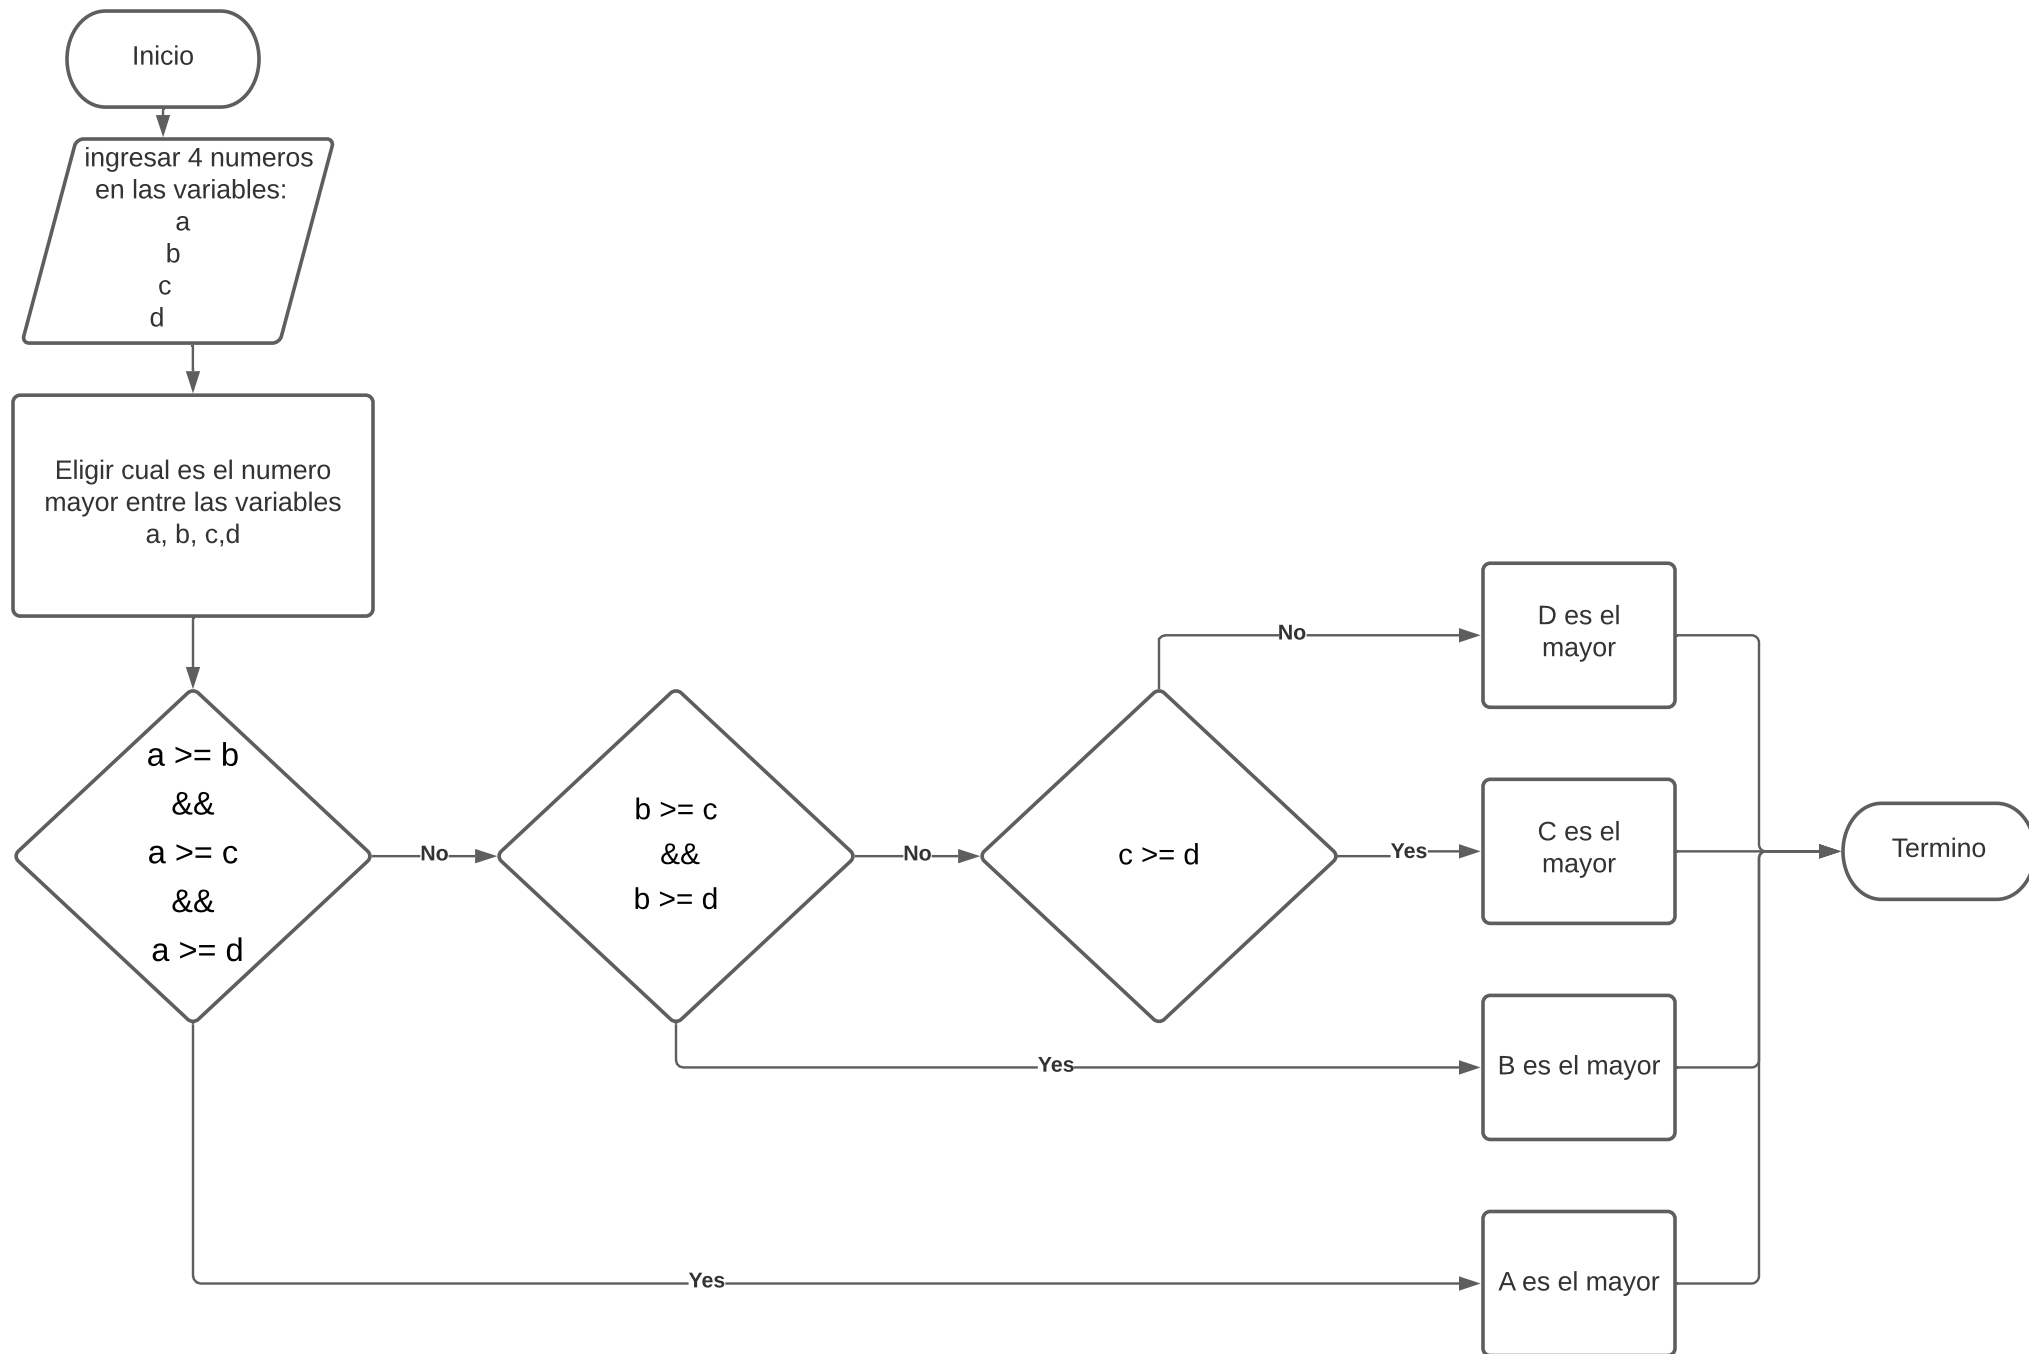 Inicio
ingresar 4 numeros
en las variables:
a
b
c
d
Eligir cual es el numero
mayor entre las variables
a, b, c,d
a >= b
&&
a >= c
&&
a >= d
No
b >= c
&&
b >= d
No
c >= d
No
D es el
mayor
Yes
C es el
mayor
Yes
B es el mayor
Yes
A es el mayor
Termino